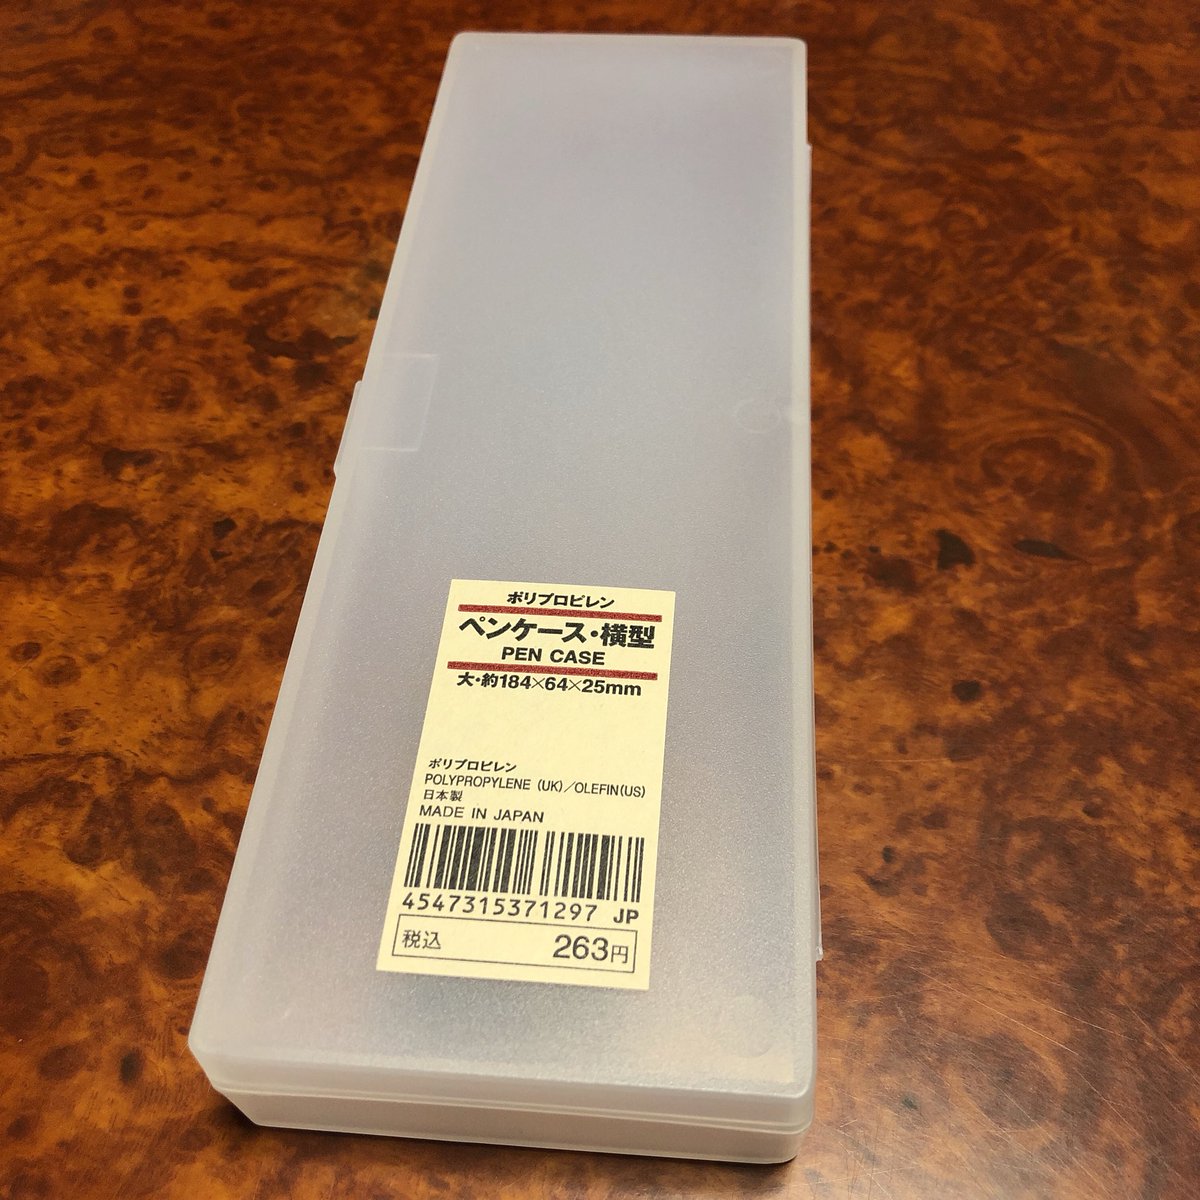 ポリプロピレン
ペンケース・横型
PEN CASE
大・約184×64×25mm
ポリプロピレン
POLYPROPYLENE (UK)/OLEFIN(US)
日本製
MADE IN JAPAN
4547315371297 JP
税込 263円